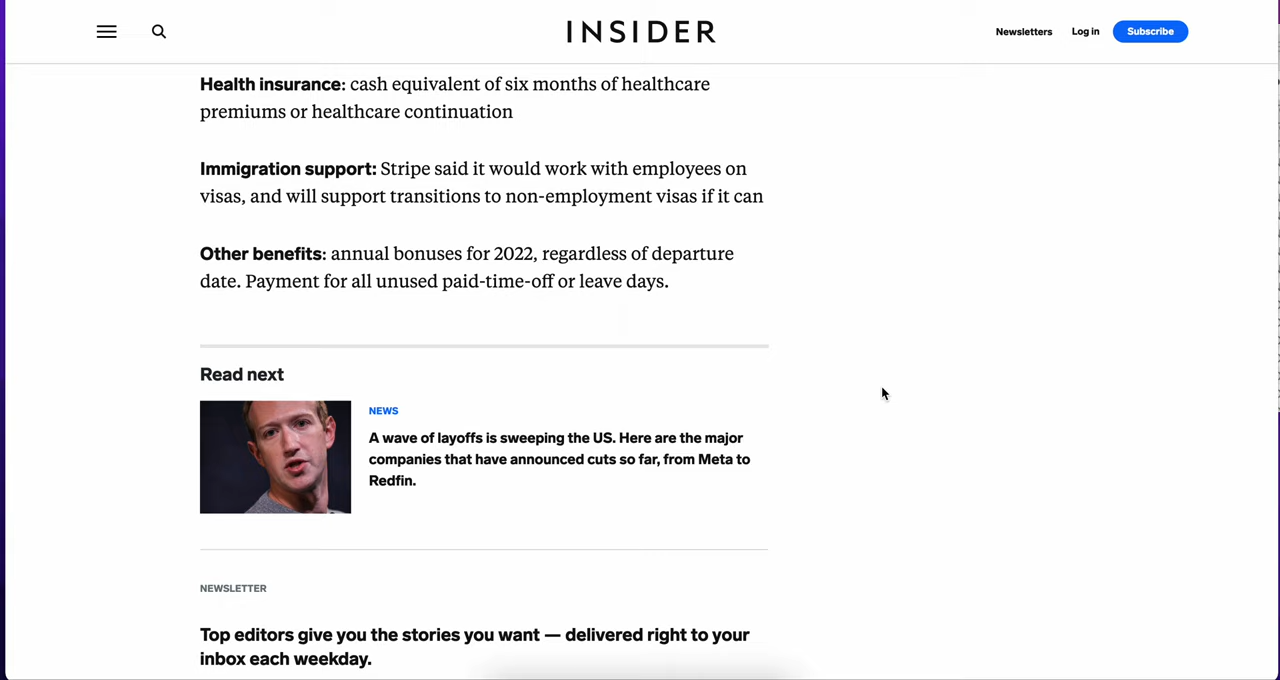 INSIDER
Newsletters
Log in
Subscribe
Health insurance: cash equivalent of six months of healthcare
premiums or healthcare continuation
Immigration support: Stripe said it would work with employees on
visas, and will support transitions to non-employment visas if it can
Other benefits: annual bonuses for 2022, regardless of departure
date. Payment for all unused paid-time-off or leave days.
Read next
NEWS
A wave of layoffs is sweeping the US. Here are the major
companies that have announced cuts so far, from Meta to
Redfin.
NEWSLETTER
Top editors give you the stories you want — delivered right to your
inbox each weekday.